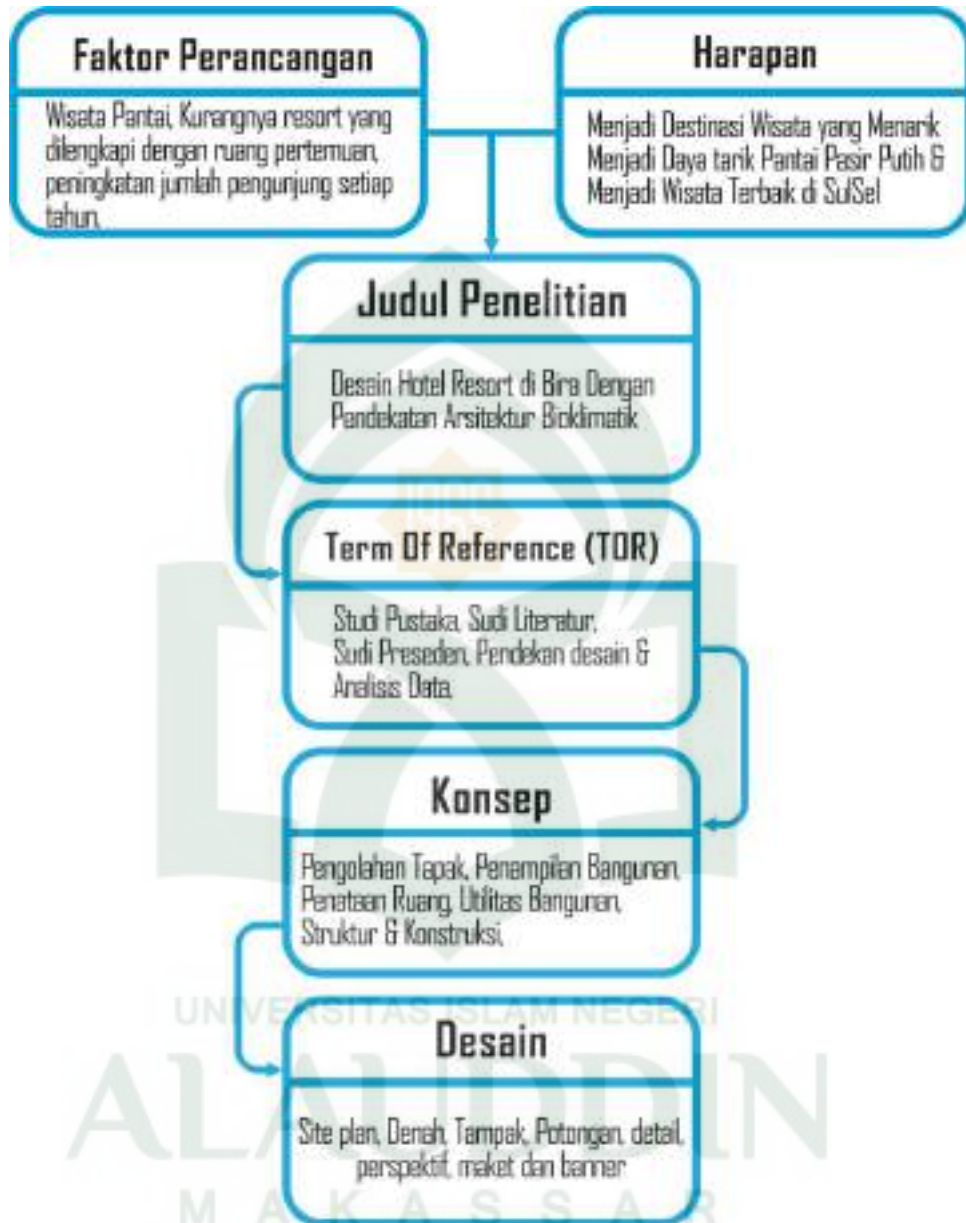 Faktor Perancangan
Wisata Pantai, Kurangnya resort yang
dilengkapi dengan ruang pertemuan,
peningkatan jumlah pengunjung setiap
tahun,
Harapan
Menjadi Destinasi Wisata yang Menarik
Menjadi Daya tarik Pantai Pasir Putih &
Menjadi Wisata Terbaik di SulSel
Judul Penelitian
Desain Hotel Resort di Bira Dengan
Pendekatan Arsitektur Bioklimatik
Term Of Reference (TOR)
Studi Pustaka, Sudi Literatur,
Sudi Preseden, Pendekan desain &
Analisis Data,
Konsep
Pengolahan Tapak, Penampilan Bangunan,
Penataan Ruang, Utilitas Bangunan,
Struktur & Konstruksi,
Desain
Site plan, Denah, Tampak, Potongan, detail,
perspektif, maket dan banner
UNIVERSITAS ISLAM NEGERI
ALAUDDIN
MAKASSAR